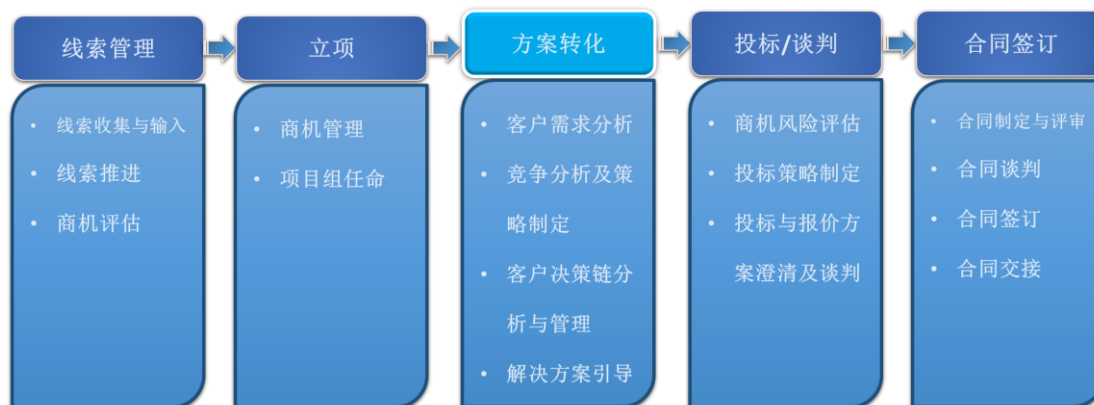 线索管理
立项
方案转化
投标/谈判
合同签订
• 线索收集与输入
• 线索推进
• 商机评估
• 商机管理
• 项目组任命
• 客户需求分析
• 竞争分析及策
略制定
• 客户决策链分
析与管理
• 解决方案引导
• 商机风险评估
• 投标策略制定
• 投标与报价方
案澄清及谈判
• 合同制定与评审
• 合同谈判
• 合同签订
• 合同交接